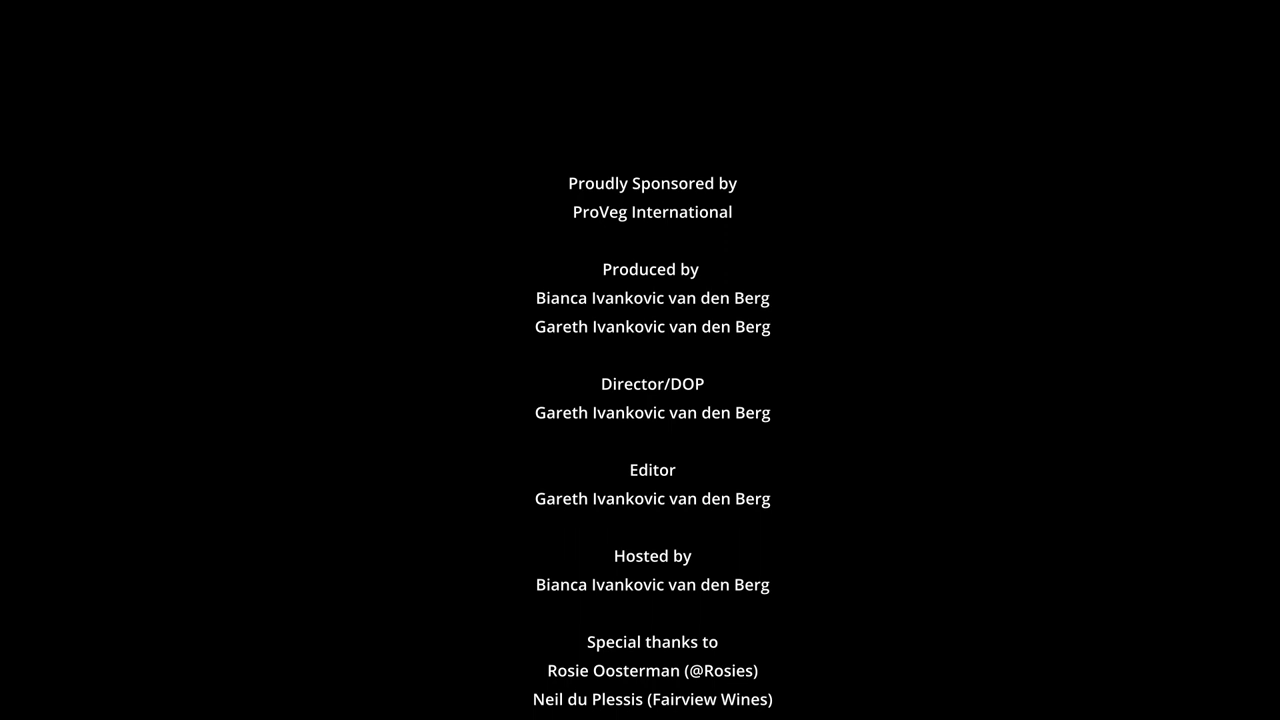 Proudly Sponsored by
ProVeg International
Produced by
Bianca Ivankovic van den Berg
Gareth Ivankovic van den Berg
Director/DOP
Gareth Ivankovic van den Berg
Editor
Gareth Ivankovic van den Berg
Hosted by
Bianca Ivankovic van den Berg
Special thanks to
Rosie Oosterman (@Rosies)
Neil du Plessis (Fairview Wines)